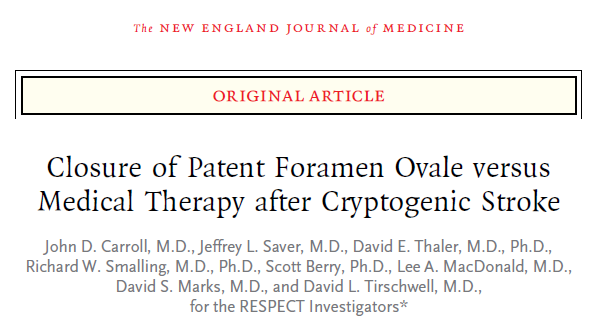 The NEW ENGLAND JOURNAL of MEDICINE
ORIGINAL ARTICLE
Closure of Patent Foramen Ovale versus
Medical Therapy after Cryptogenic Stroke
John D. Carroll, M.D., Jeffrey L. Saver, M.D., David E. Thaler, M.D., Ph.D.,
Richard W. Smalling, M.D., Ph.D., Scott Berry, Ph.D., Lee A. MacDonald, M.D.,
David S. Marks, M.D., and David L. Tirschwell, M.D.,
for the RESPECT Investigators*